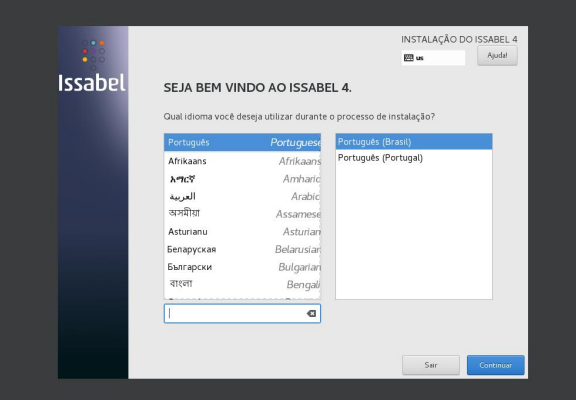 INSTALAÇÃO DO ISSABEL 4
us
Ajuda!
Issabel
SEJA BEM VINDO AO ISSABEL 4.
Qual idioma você deseja utilizar durante o processo de instalação?
Português Portuguese
Afrikaans Afrikaans
አማርኛ Amharic
العربية Arabic
অসমীয়া Assamese
Asturianu Asturian
Беларуская Belarusian
Български Bulgarian
বাংলা Bengali
Português (Brasil)
Português (Portugal)
Sair
Continuar